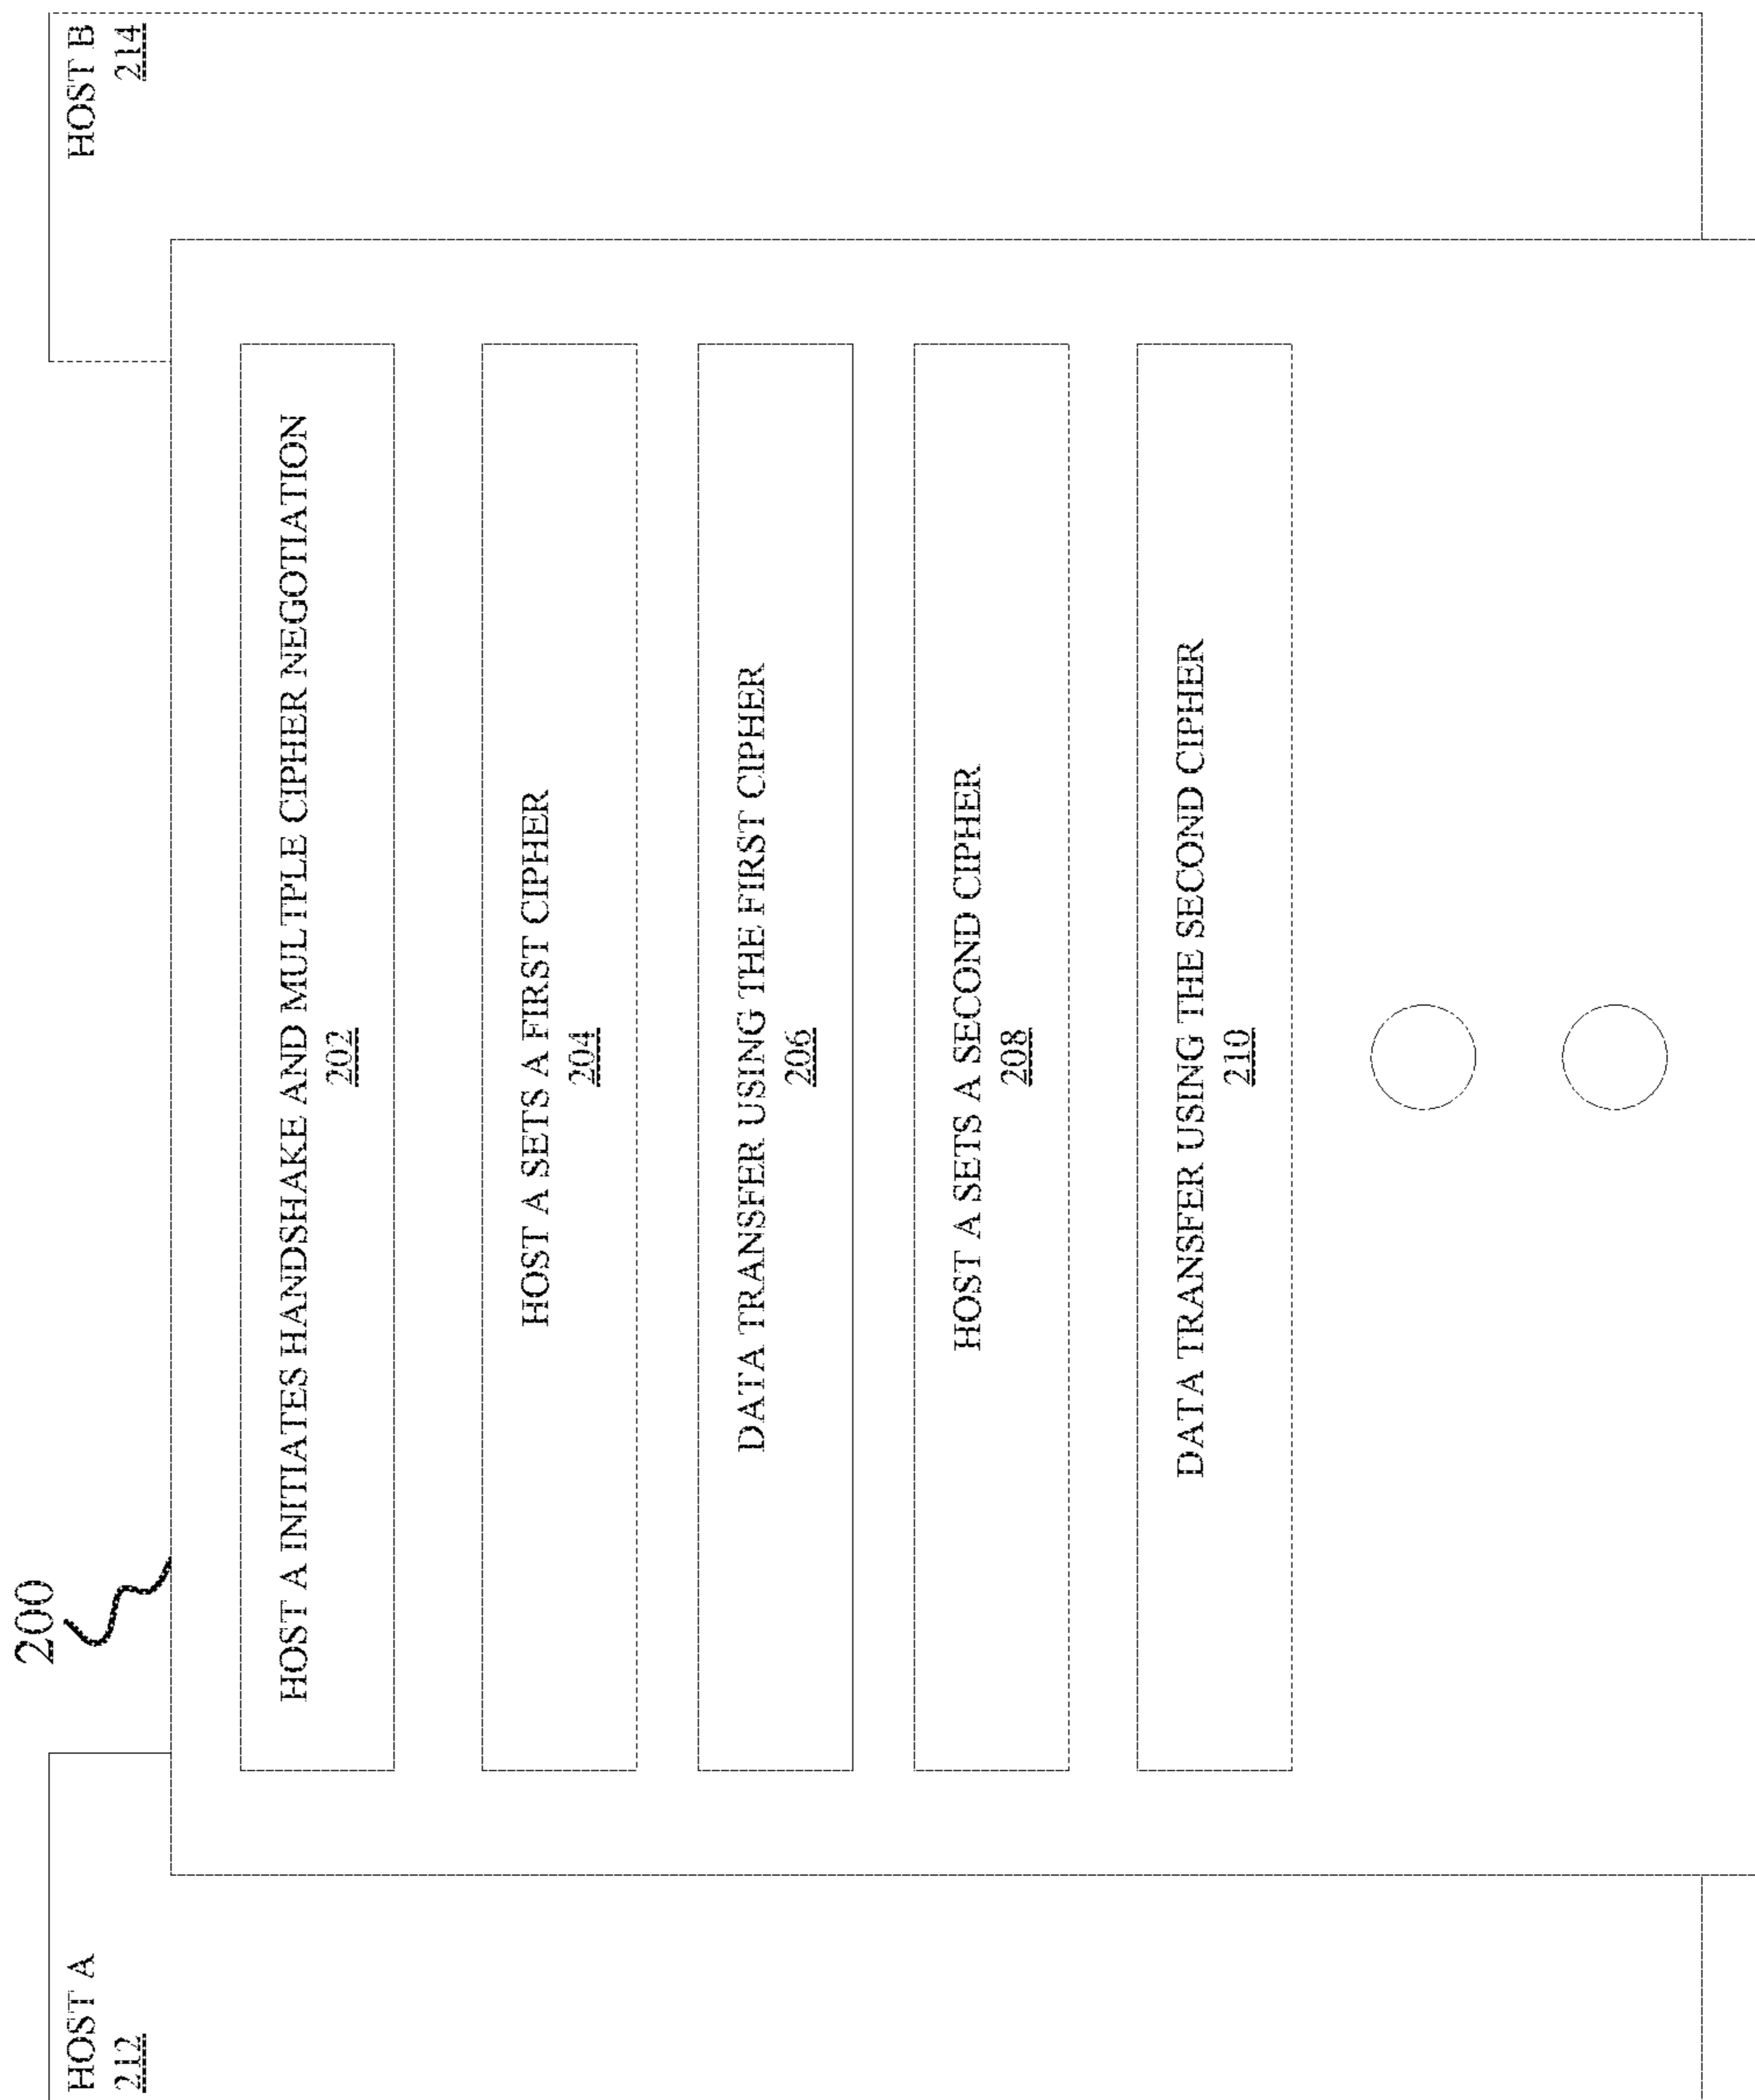 200
HOST A
212
HOST B
214
HOST A INITIATES HANDSHAKE AND MULTPLE CIPHER NEGOTIATION
202
HOST A SETS A FIRST CIPHER
204
DATA TRANSFER USING THE FIRST CIPHER
206
HOST A SETS A SECOND CIPHER
208
DATA TRANSFER USING THE SECOND CIPHER
210